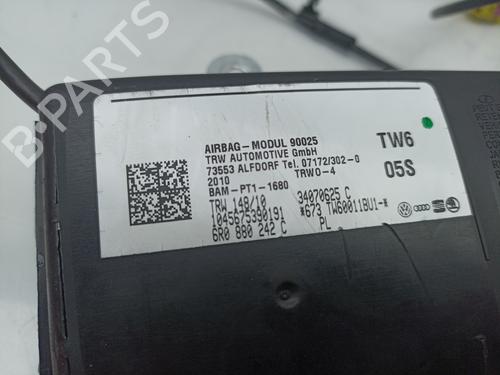 B-PARTS
AIRBAG-MODUL 90025
TRW AUTOMOTIVE GmbH
73553 ALFDORF Tel. 07172/302-0
2010 TRWO-4
BAM-PT1-1680
TRW 148/10 34070625 C
1045675390191 *673 TW60011BU1-*
6R0 880 242 C PL
TW6
05S